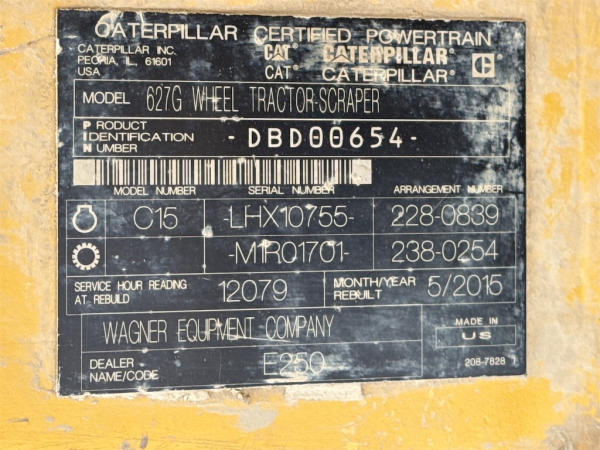 CATERPILLAR CERTIFIED POWERTRAIN
CATERPILLAR INC.
PEORIA, IL, 61601
USA
CAT® CATERPILLAR®
CAT® CATERPILLAR®
MODEL 627G WHEEL TRACTOR-SCRAPER
PRODUCT
IDENTIFICATION
NUMBER
-DBD00654-
MODEL NUMBER SERIAL NUMBER ARRANGEMENT NUMBER
C15 -LHX10755- 228-0839
-M1R01701- 238-0254
SERVICE HOUR READING
AT REBUILD
12079
MONTH/YEAR
REBUILT
5/2015
WAGNER EQUIPMENT COMPANY
DEALER
NAME/CODE
E250
MADE IN
US
208-7828 1